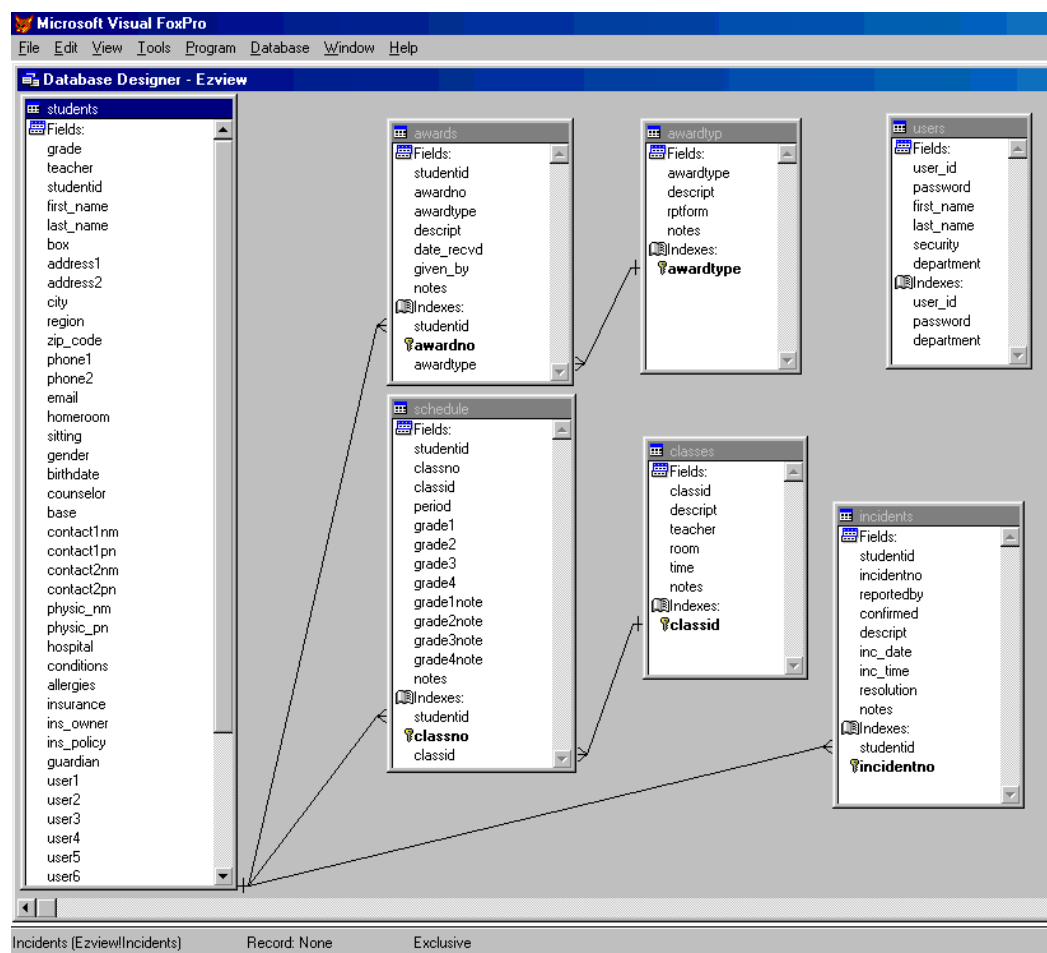 Microsoft Visual FoxPro
File Edit View Tools Program Database Window Help
Database Designer - Ezview
students
Fields:
grade
teacher
studentid
first_name
last_name
box
address1
address2
city
region
zip_code
phone1
phone2
email
homeroom
sitting
gender
birthdate
counselor
base
contact1nm
contact1pn
contact2nm
contact2pn
physic_nm
physic_pn
hospital
conditions
allergies
insurance
ins_owner
ins_policy
guardian
user1
user2
user3
user4
user5
user6
awards
Fields:
studentid
awardno
awardtype
descript
date_recvd
given_by
notes
Indexes:
studentid
awardno
awardtype
awardtyp
Fields:
awardtype
descript
rptform
notes
Indexes:
awardtype
users
Fields:
user_id
password
first_name
last_name
security
department
Indexes:
user_id
password
department
schedule
Fields:
studentid
classno
classid
period
grade1
grade2
grade3
grade4
grade1note
grade2note
grade3note
grade4note
notes
Indexes:
studentid
classno
classid
classes
Fields:
classid
descript
teacher
room
time
notes
Indexes:
classid
incidents
Fields:
studentid
incidentno
reportedby
confirmed
descript
inc_date
inc_time
resolution
notes
Indexes:
studentid
incidentno
Incidents (Ezview!Incidents) Record: None Exclusive